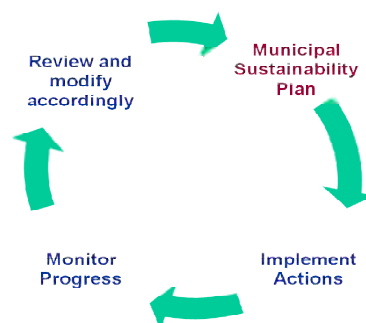 Municipal
Sustainability
Plan
Implement
Actions
Monitor
Progress
Review and
modify
accordingly